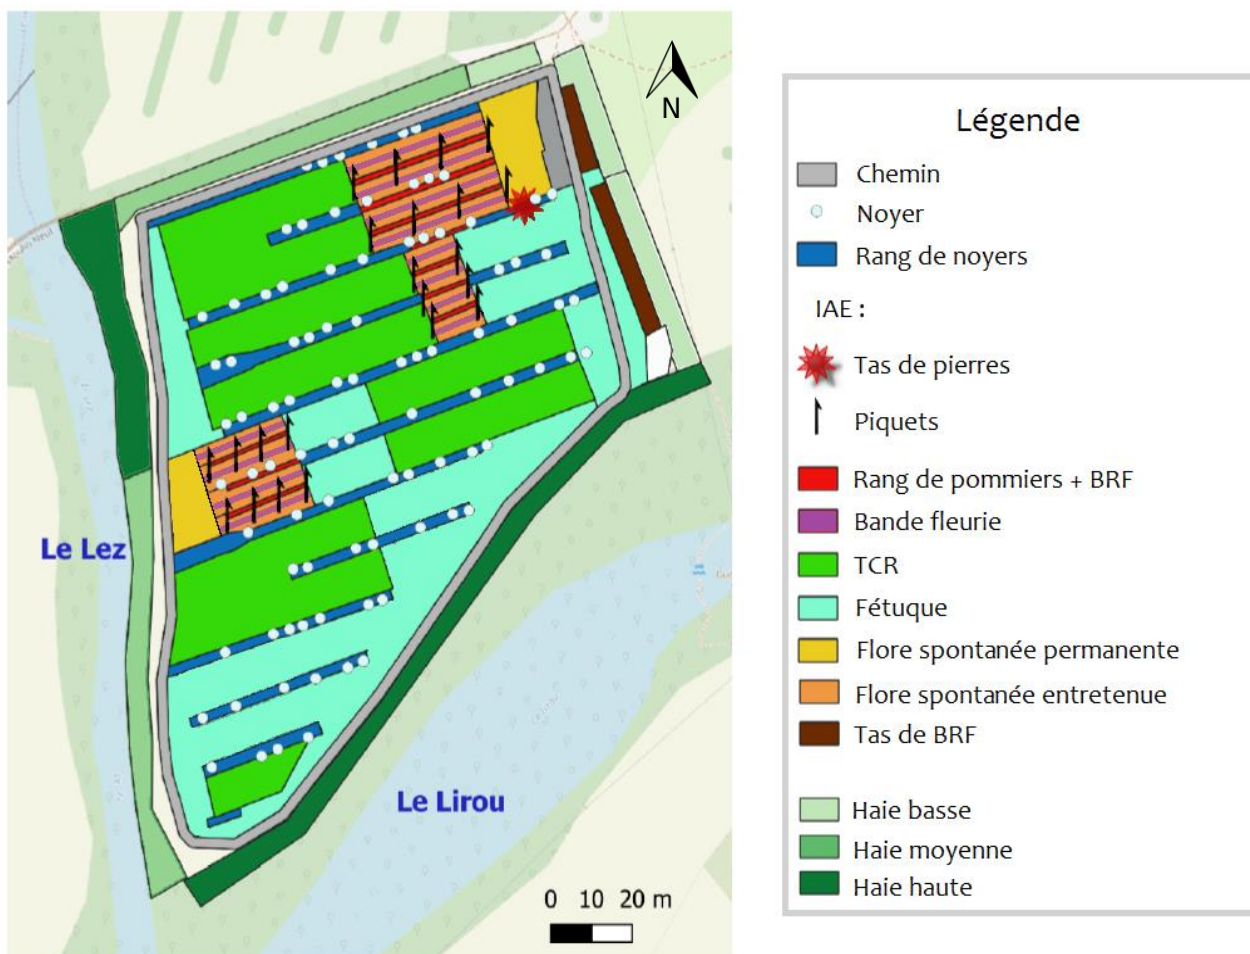 N
Le Lez
Le Lirou
0 10 20 m
Légende
Chemin
Noyer
Rang de noyers
IAE :
Tas de pierres
Piquets
Rang de pommiers + BRF
Bande fleurie
TCR
Fétuque
Flore spontanée permanente
Flore spontanée entretenue
Tas de BRF
Haie basse
Haie moyenne
Haie haute